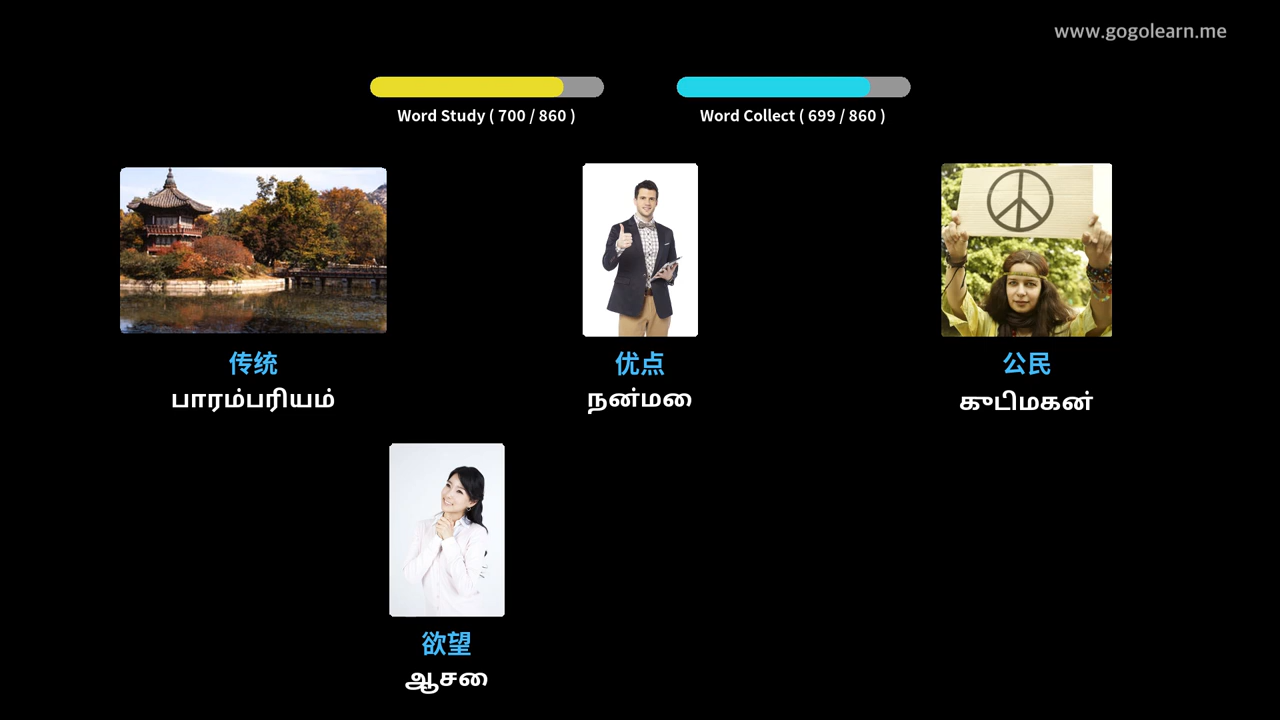 www.gogolearn.me
Word Study ( 700 / 860 )
Word Collect ( 699 / 860 )
传统
பாரம்பரியம்
优点
நன்மை
公民
குடிமகன்
欲望
ஆசை